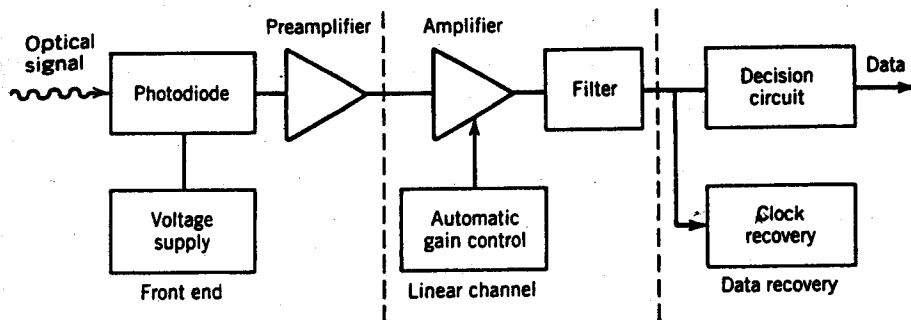 Preamplifier
Amplifier
Optical
signal
Photodiode
Filter
Decision
circuit
Data
Voltage
supply
Automatic
gain control
Clock
recovery
Front end
Linear channel
Data recovery